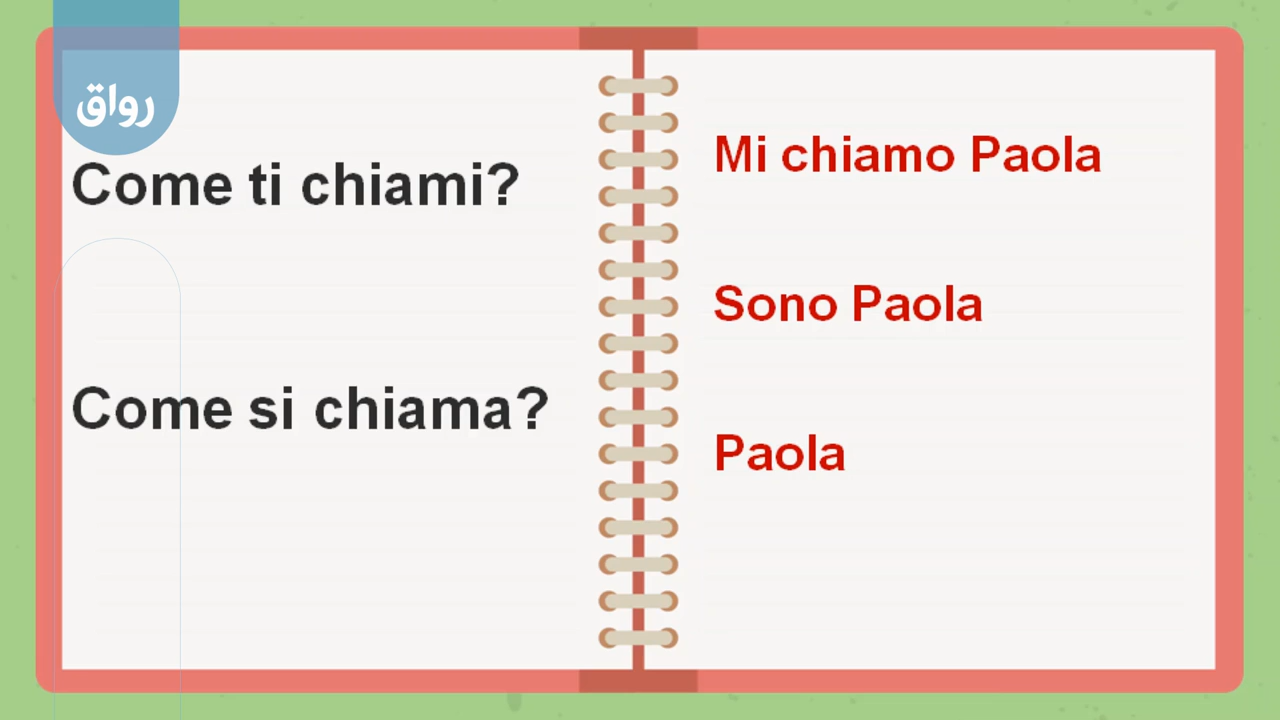 رواق
Come ti chiami?
Come si chiama?
Mi chiamo Paola
Sono Paola
Paola